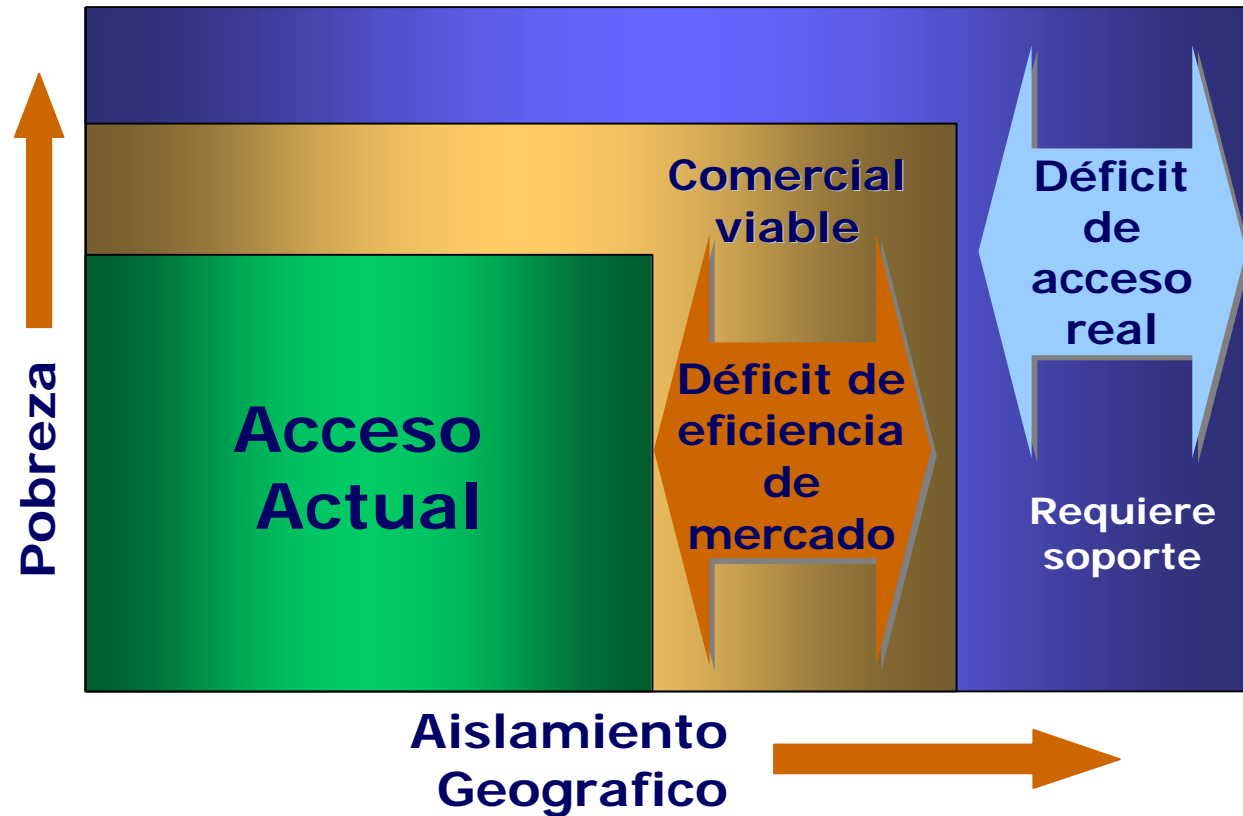 Pobreza
Acceso
Actual
Comercial
viable
Déficit de
eficiencia
de
mercado
Déficit
de
acceso
real
Requiere
soporte
Aislamiento
Geografico